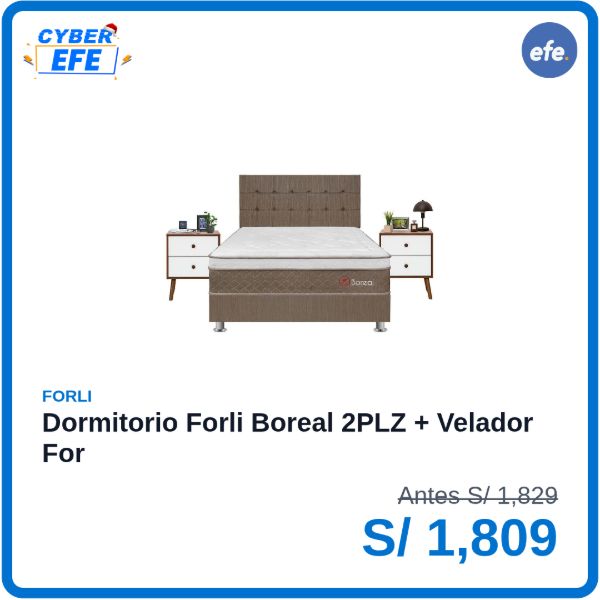 CYBER
EFE
efe.
FORLI
Dormitorio Forli Boreal 2PLZ + Velador
For
Antes S/ 1,829
S/ 1,809